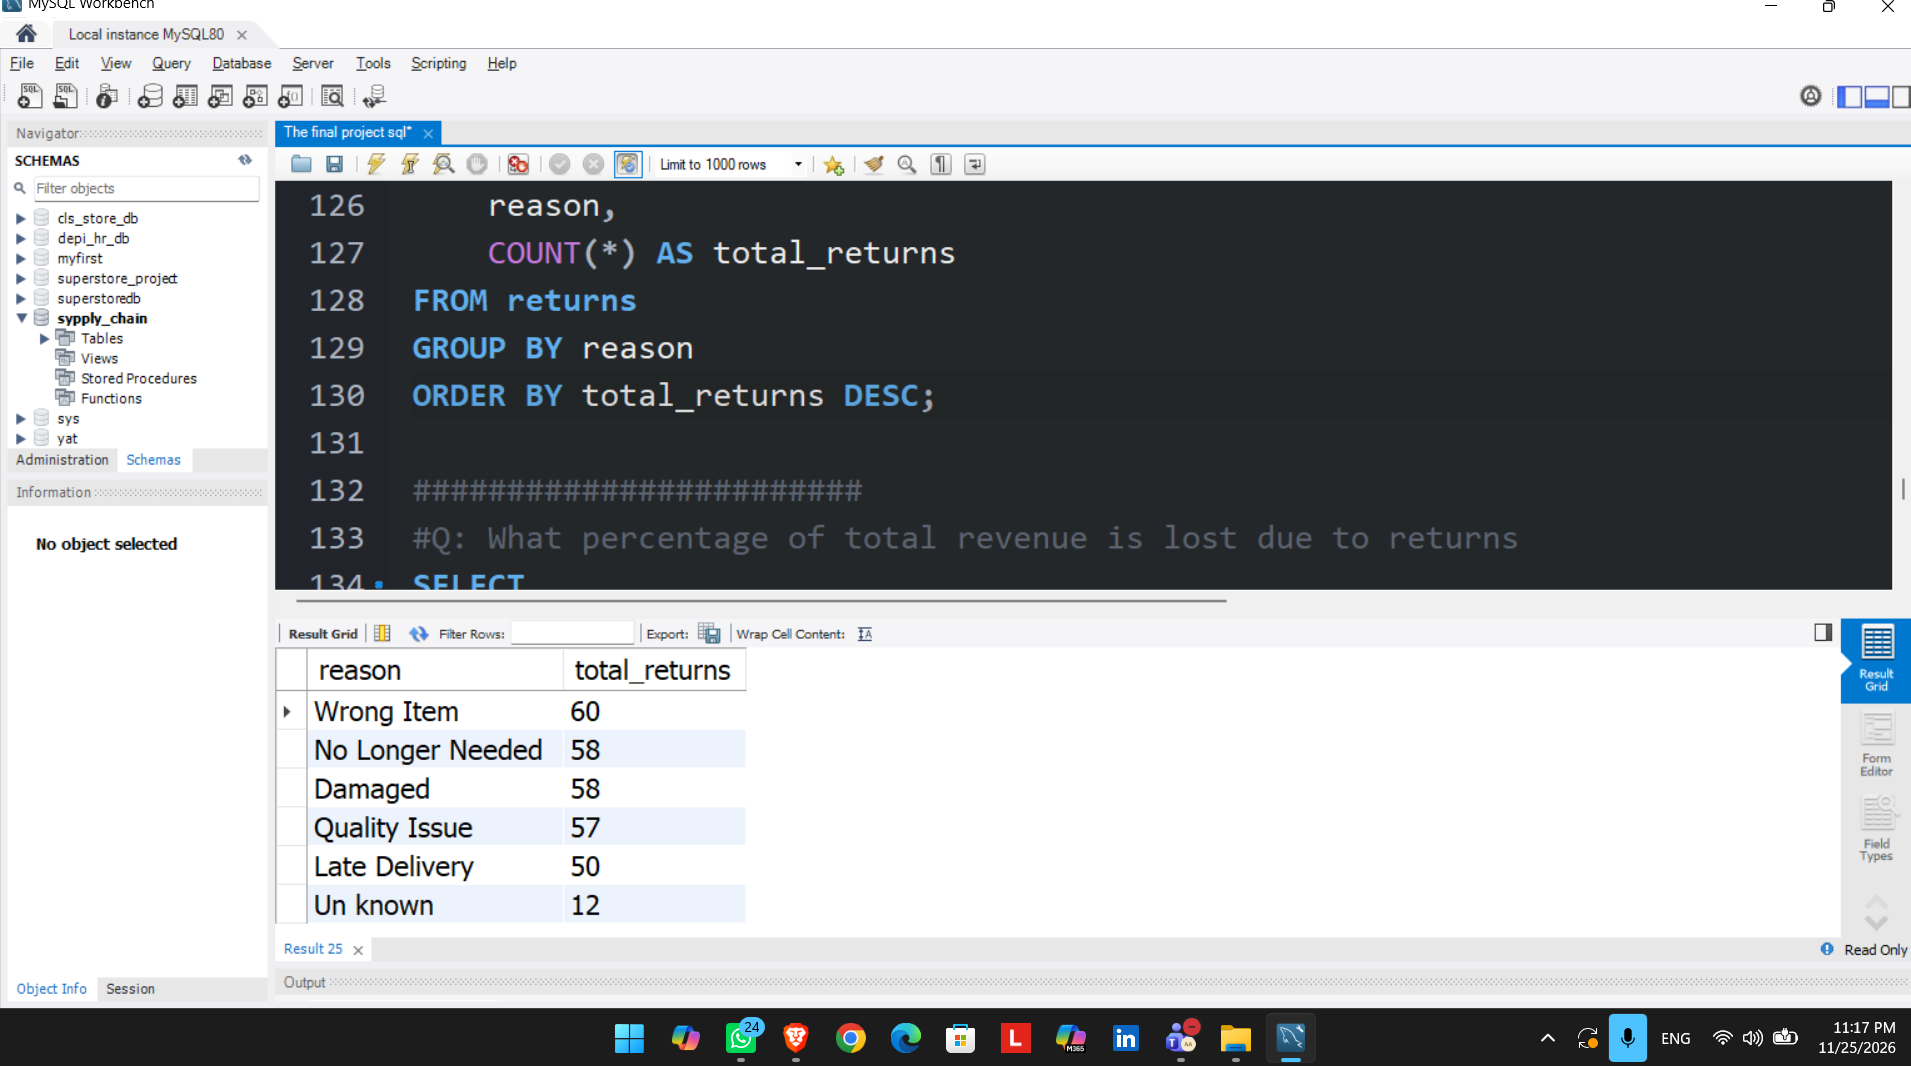 MySQL Workbench
Local instance MySQL80
File Edit View Query Database Server Tools Scripting Help
Navigator
SCHEMAS
Filter objects
cls_store_db
depi_hr_db
myfirst
superstore_project
superstoredb
sypply_chain
Tables
Views
Stored Procedures
Functions
sys
yat
Administration Schemas
Information
No object selected
Object Info Session
The final project sql*
Limit to 1000 rows
126 reason,
127 COUNT(*) AS total_returns
128 FROM returns
129 GROUP BY reason
130 ORDER BY total_returns DESC;
131
132 ########################
133 #Q: What percentage of total revenue is lost due to returns
134 SELECT
Result Grid Filter Rows: Export: Wrap Cell Content:
reason total_returns
Wrong Item 60
No Longer Needed 58
Damaged 58
Quality Issue 57
Late Delivery 50
Un known 12
Result Grid
Form Editor
Field Types
Result 25
Read Only
Output
24
M365
ENG
11:17 PM
11/25/2026